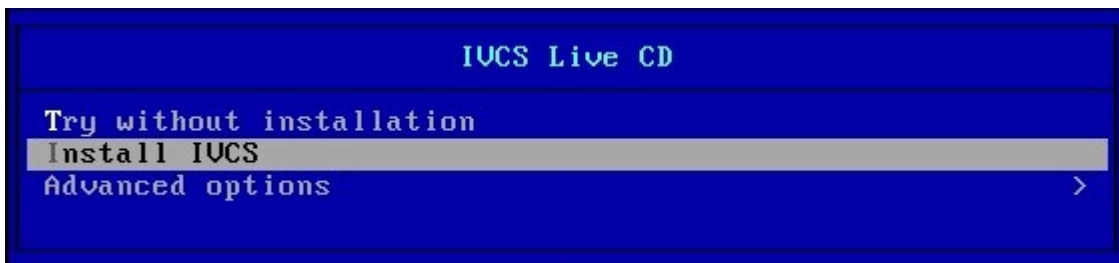 IVCS Live CD
Try without installation
Install IVCS
Advanced options >